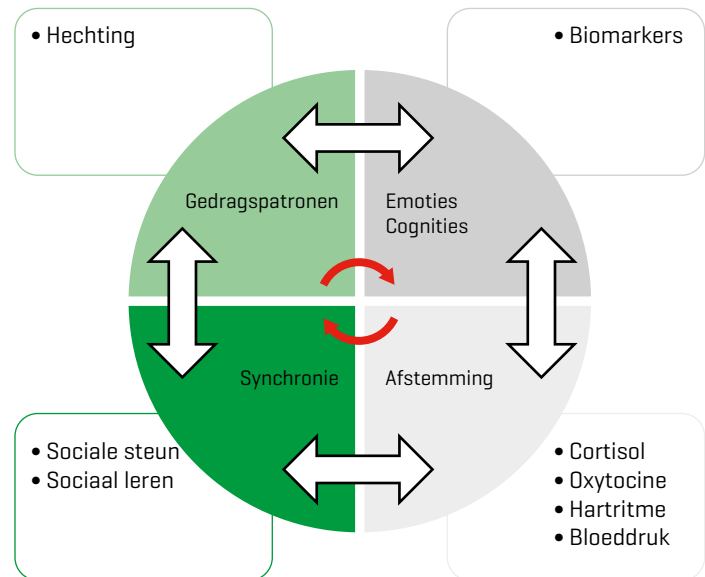 • Hechting
• Biomarkers
Gedragspatronen
Emoties
Cognities
Synchronie
Afstemming
• Sociale steun
• Sociaal leren
• Cortisol
• Oxytocine
• Hartritme
• Bloeddruk